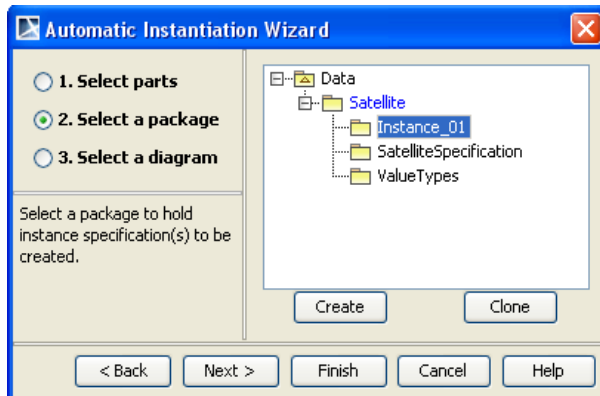 Automatic Instantiation Wizard
1. Select parts
2. Select a package
3. Select a diagram
Select a package to hold
instance specification(s) to be
created.
Data
Satellite
Instance_01
SatelliteSpecification
ValueTypes
Create
Clone
< Back
Next >
Finish
Cancel
Help